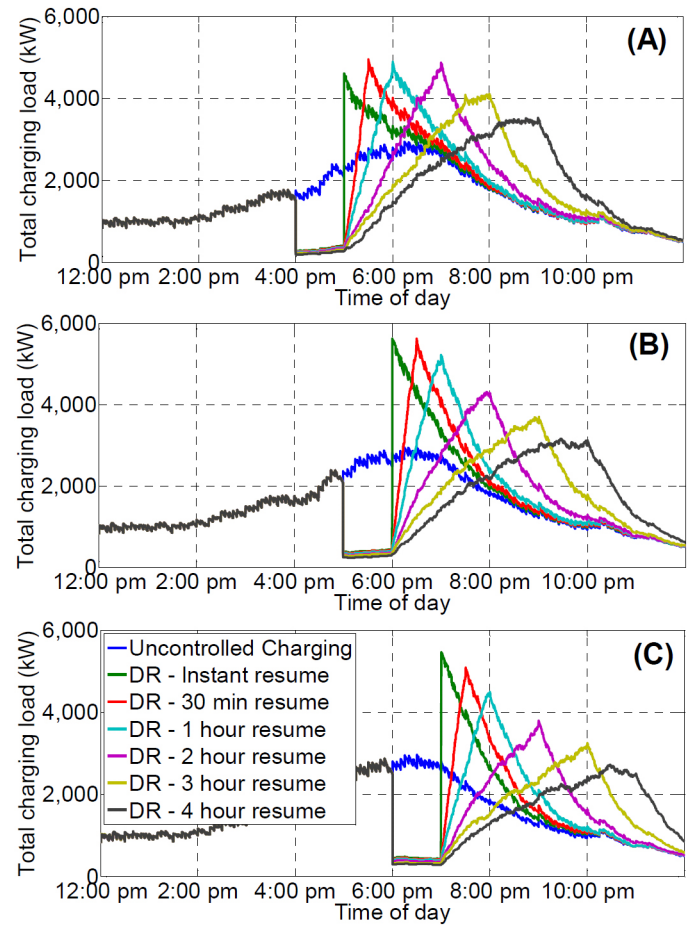 6,000
(A)
4,000
2,000
0
Total charging load (kW)
12:00 pm 2:00 pm 4:00 pm 6:00 pm 8:00 pm 10:00 pm
Time of day
6,000
(B)
4,000
2,000
0
Total charging load (kW)
12:00 pm 2:00 pm 4:00 pm 6:00 pm 8:00 pm 10:00 pm
Time of day
6,000
(C)
4,000
2,000
0
Total charging load (kW)
Uncontrolled Charging
DR - Instant resume
DR - 30 min resume
DR - 1 hour resume
DR - 2 hour resume
DR - 3 hour resume
DR - 4 hour resume
12:00 pm 2:00 pm 4:00 pm 6:00 pm 8:00 pm 10:00 pm
Time of day